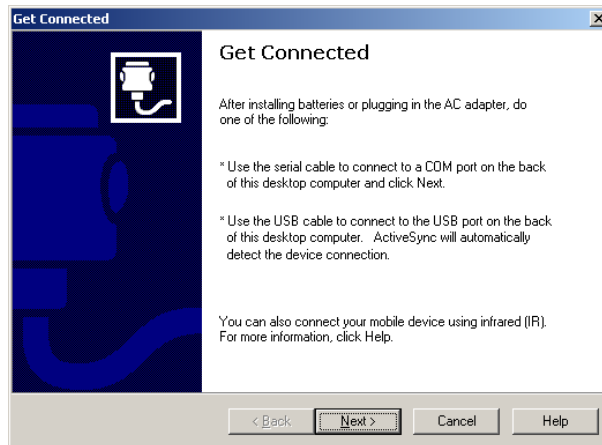 Get Connected
Get Connected
After installing batteries or plugging in the AC adapter, do
one of the following:
* Use the serial cable to connect to a COM port on the back
of this desktop computer and click Next.
* Use the USB cable to connect to the USB port on the back
of this desktop computer. ActiveSync will automatically
detect the device connection.
You can also connect your mobile device using infrared (IR).
For more information, click Help.
< Back Next > Cancel Help